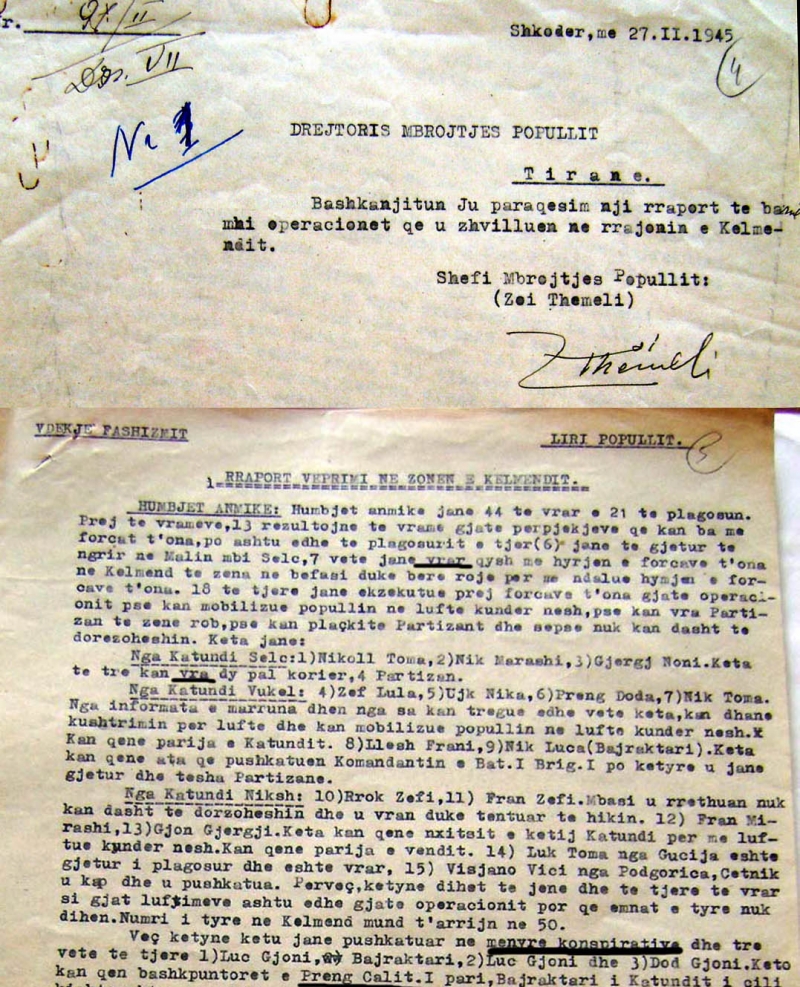 r. 97/II
Dos. VII
Nr 1
Shkoder,me 27.II.1945
4
DREJTORIS MBROJTJES POPULLIT
T i r a n e.
Bashkanjitun Ju paraqesim nji rraport te
mbi operacionet qe u zhvilluen ne rrajonin e Kelme-
ndit.
Shefi Mbrojtjes Popullit:
(Zoi Themeli)
Z Themeli
VDEKJE FASHIZMIT
LIRI POPULLIT.
5
RRAPORT VEPRIMI NE ZONEN E KELMENDIT.
HUMBJET ANMIKE: Humbjet anmike jane 44 te vrar e 21 te plagosun.
Prej te vrameve,13 rezultojne te vrame gjate perpjekjeve qe kan ba me
forcat t'ona,po ashtu edhe te plagosurit e tjer(6) jane te gjetur te
ngrir ne Malin mbi Selc,7 vete jane vrar qysh me hyrjen e forcave t'ona
ne Kelmend te zena ne befasi duke bere roje per me ndalue hymjen e for-
cave t'ona. 18 te tjere jane ekzekutue prej forcave t'ona gjate operaci-
onit pse kan mobilizue popullin ne lufte kunder nesh,pse kan vra Parti-
zan te zene rob,pse kan plaçkite Partizant dhe sepse nuk kan dasht te
dorezoheshin. Keta jane:
Nga Katundi Selc:1)Nikoll Toma,2)Nik Marashi,3)Gjergj Noni.Keta
te tre kan vra dy pal korier,4 Partizan.
Nga Katundi Vukel: 4)Zef Lula,5)Ujk Nika,6)Preng Doda,7)Nik Toma.
Nga informata e marruna dhen nga sa kan tregue edhe vete keta,kan dhane
kushtrimin per lufte dhe kan mobilizue popullin ne lufte kunder nesh.
Kan qene parija e Katundit. 8)Llesh Frani,9)Nik Luca(Bajraktari).Keta
kan qene ata qe pushkatuen Komandantin e Bat.I Brig.I po ketyre u jane
gjetur dhe tesha Partizane.
Nga Katundi Niksh: 10)Rrok Zefi,11) Fran Zefi.Mbasi u rrethuan nuk
kan dasht te dorzoheshin dhe u vran duke tentuar te hikin. 12) Fran Mi-
rashi,13)Gjon Gjergji.Keta kan qene nxitsit e ketij Katundi per me luf-
tue kunder nesh.Kan qene parija e vendit. 14) Luk Toma nga Gucija eshte
gjetur i plagosur dhe eshte vrar, 15) Visjano Vici nga Podgorica,Cetnik
u kap dhe u pushkatua. Perveç,ketyne dihet te jene dhe te tjere te vrar
si gjat luftimeve ashtu edhe gjate operacionit por qe emnat e tyre nuk
dihen.Numri i tyre ne Kelmend mund t'arrijn ne 50.
Veç ketyne ketu jane pushkatuar ne menyre konspirative dhe tre
vete te tjere 1)Luc Gjoni, Bajraktari,2)Luc Gjoni dhe 3)Dod Gjoni.Keto
kan qen bashkpuntoret e Preng Calit.I pari,Bajraktari i Katundit i cili